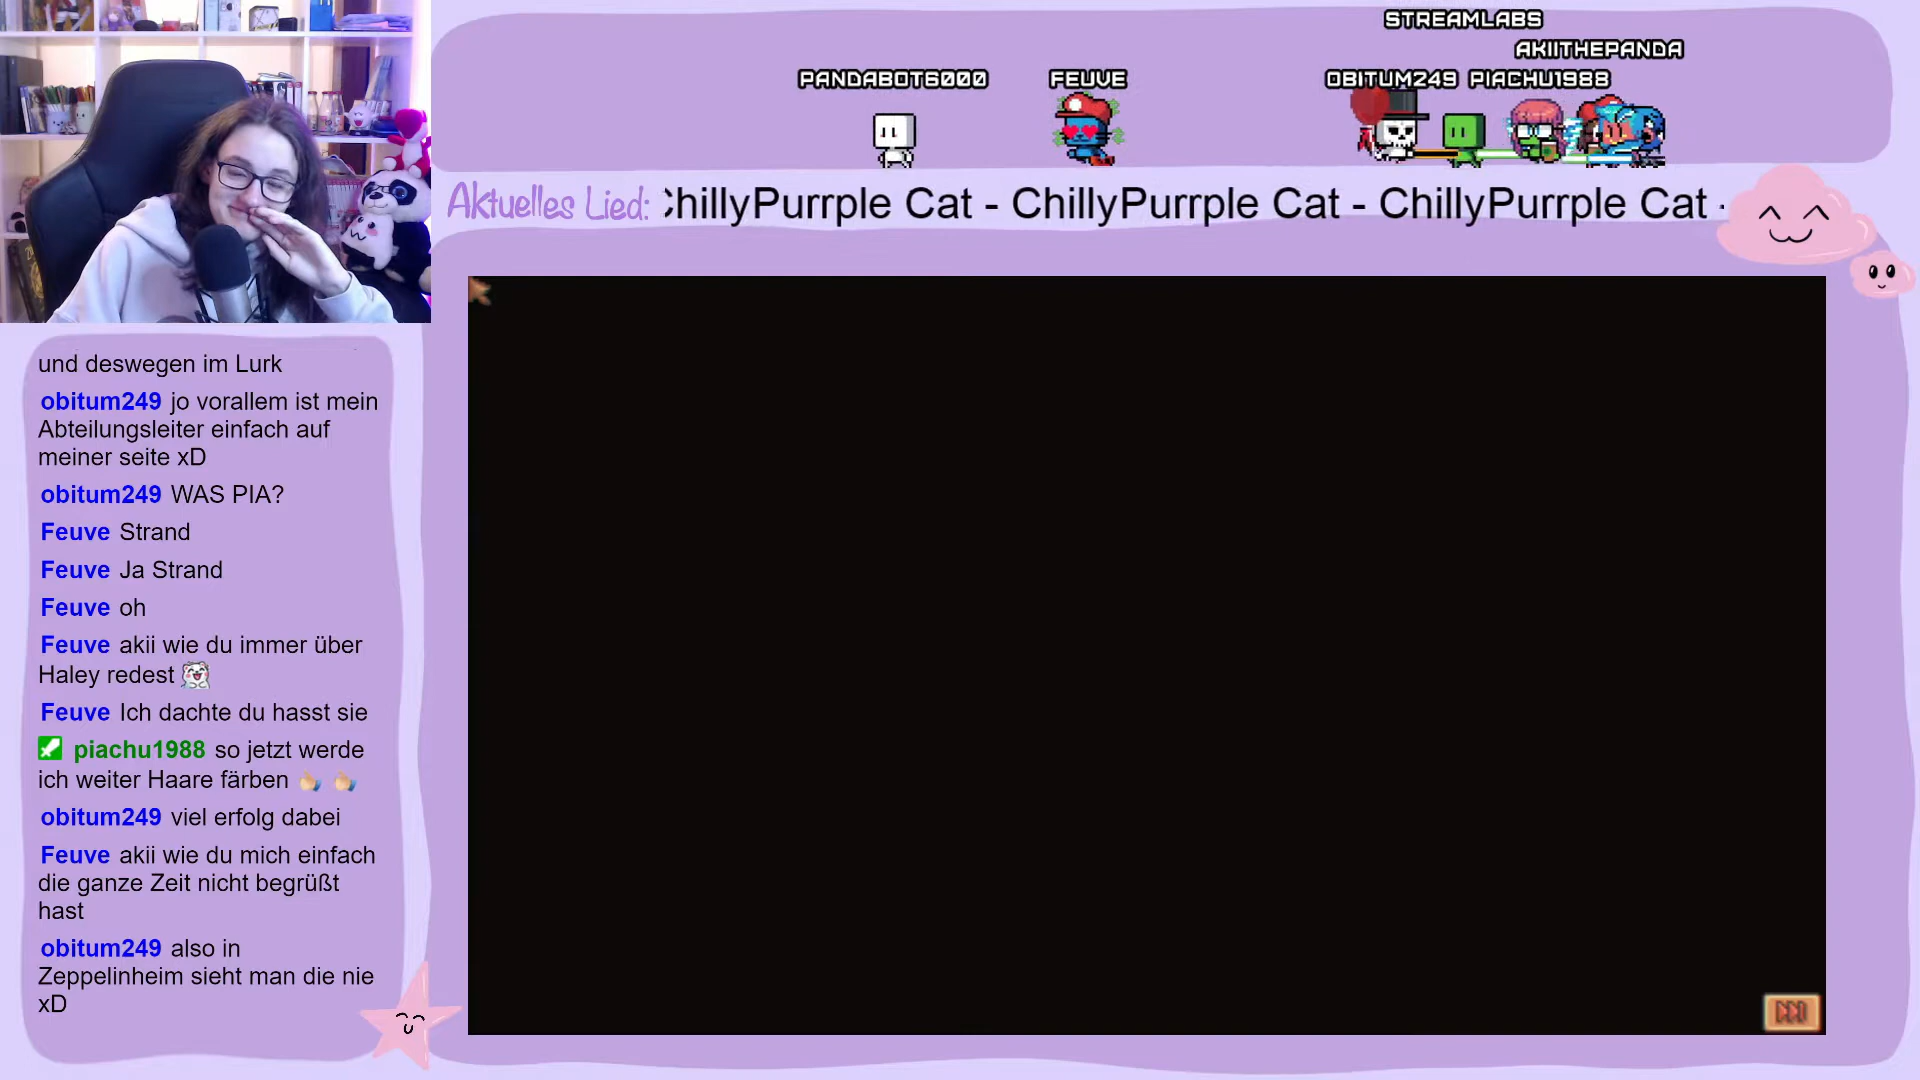 STREAMLABS
AKIITHEPANDA
PANDABOT6000 FEUVE OBITUM249 PIACHU1988
Aktuelles Lied: ChillyPurrple Cat - ChillyPurrple Cat - ChillyPurrple Cat -
und deswegen im Lurk
obitum249 jo vorallem ist mein
Abteilungsleiter einfach auf
meiner seite xD
obitum249 WAS PIA?
Feuve Strand
Feuve Ja Strand
Feuve oh
Feuve akii wie du immer über
Haley redest
Feuve Ich dachte du hasst sie
piachu1988 so jetzt werde
ich weiter Haare färben
obitum249 viel erfolg dabei
Feuve akii wie du mich einfach
die ganze Zeit nicht begrüßt
hast
obitum249 also in
Zeppelinheim sieht man die nie
xD